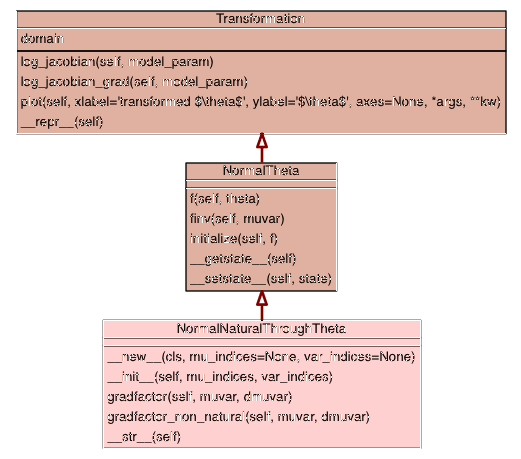 Transformation
domain
log_jacobian(self, model_param)
log_jacobian_grad(self, model_param)
plot(self, xlabel='transformed $\theta$', ylabel='$\theta$', axes=None, *args, **kw)
__repr__(self)
NormalTheta
f(self, theta)
finv(self, muvar)
initialize(self, f)
__getstate__(self)
__setstate__(self, state)
NormalNaturalThroughTheta
__new__(cls, mu_indices=None, var_indices=None)
__init__(self, mu_indices, var_indices)
gradfactor(self, muvar, dmuvar)
gradfactor_non_natural(self, muvar, dmuvar)
__str__(self)